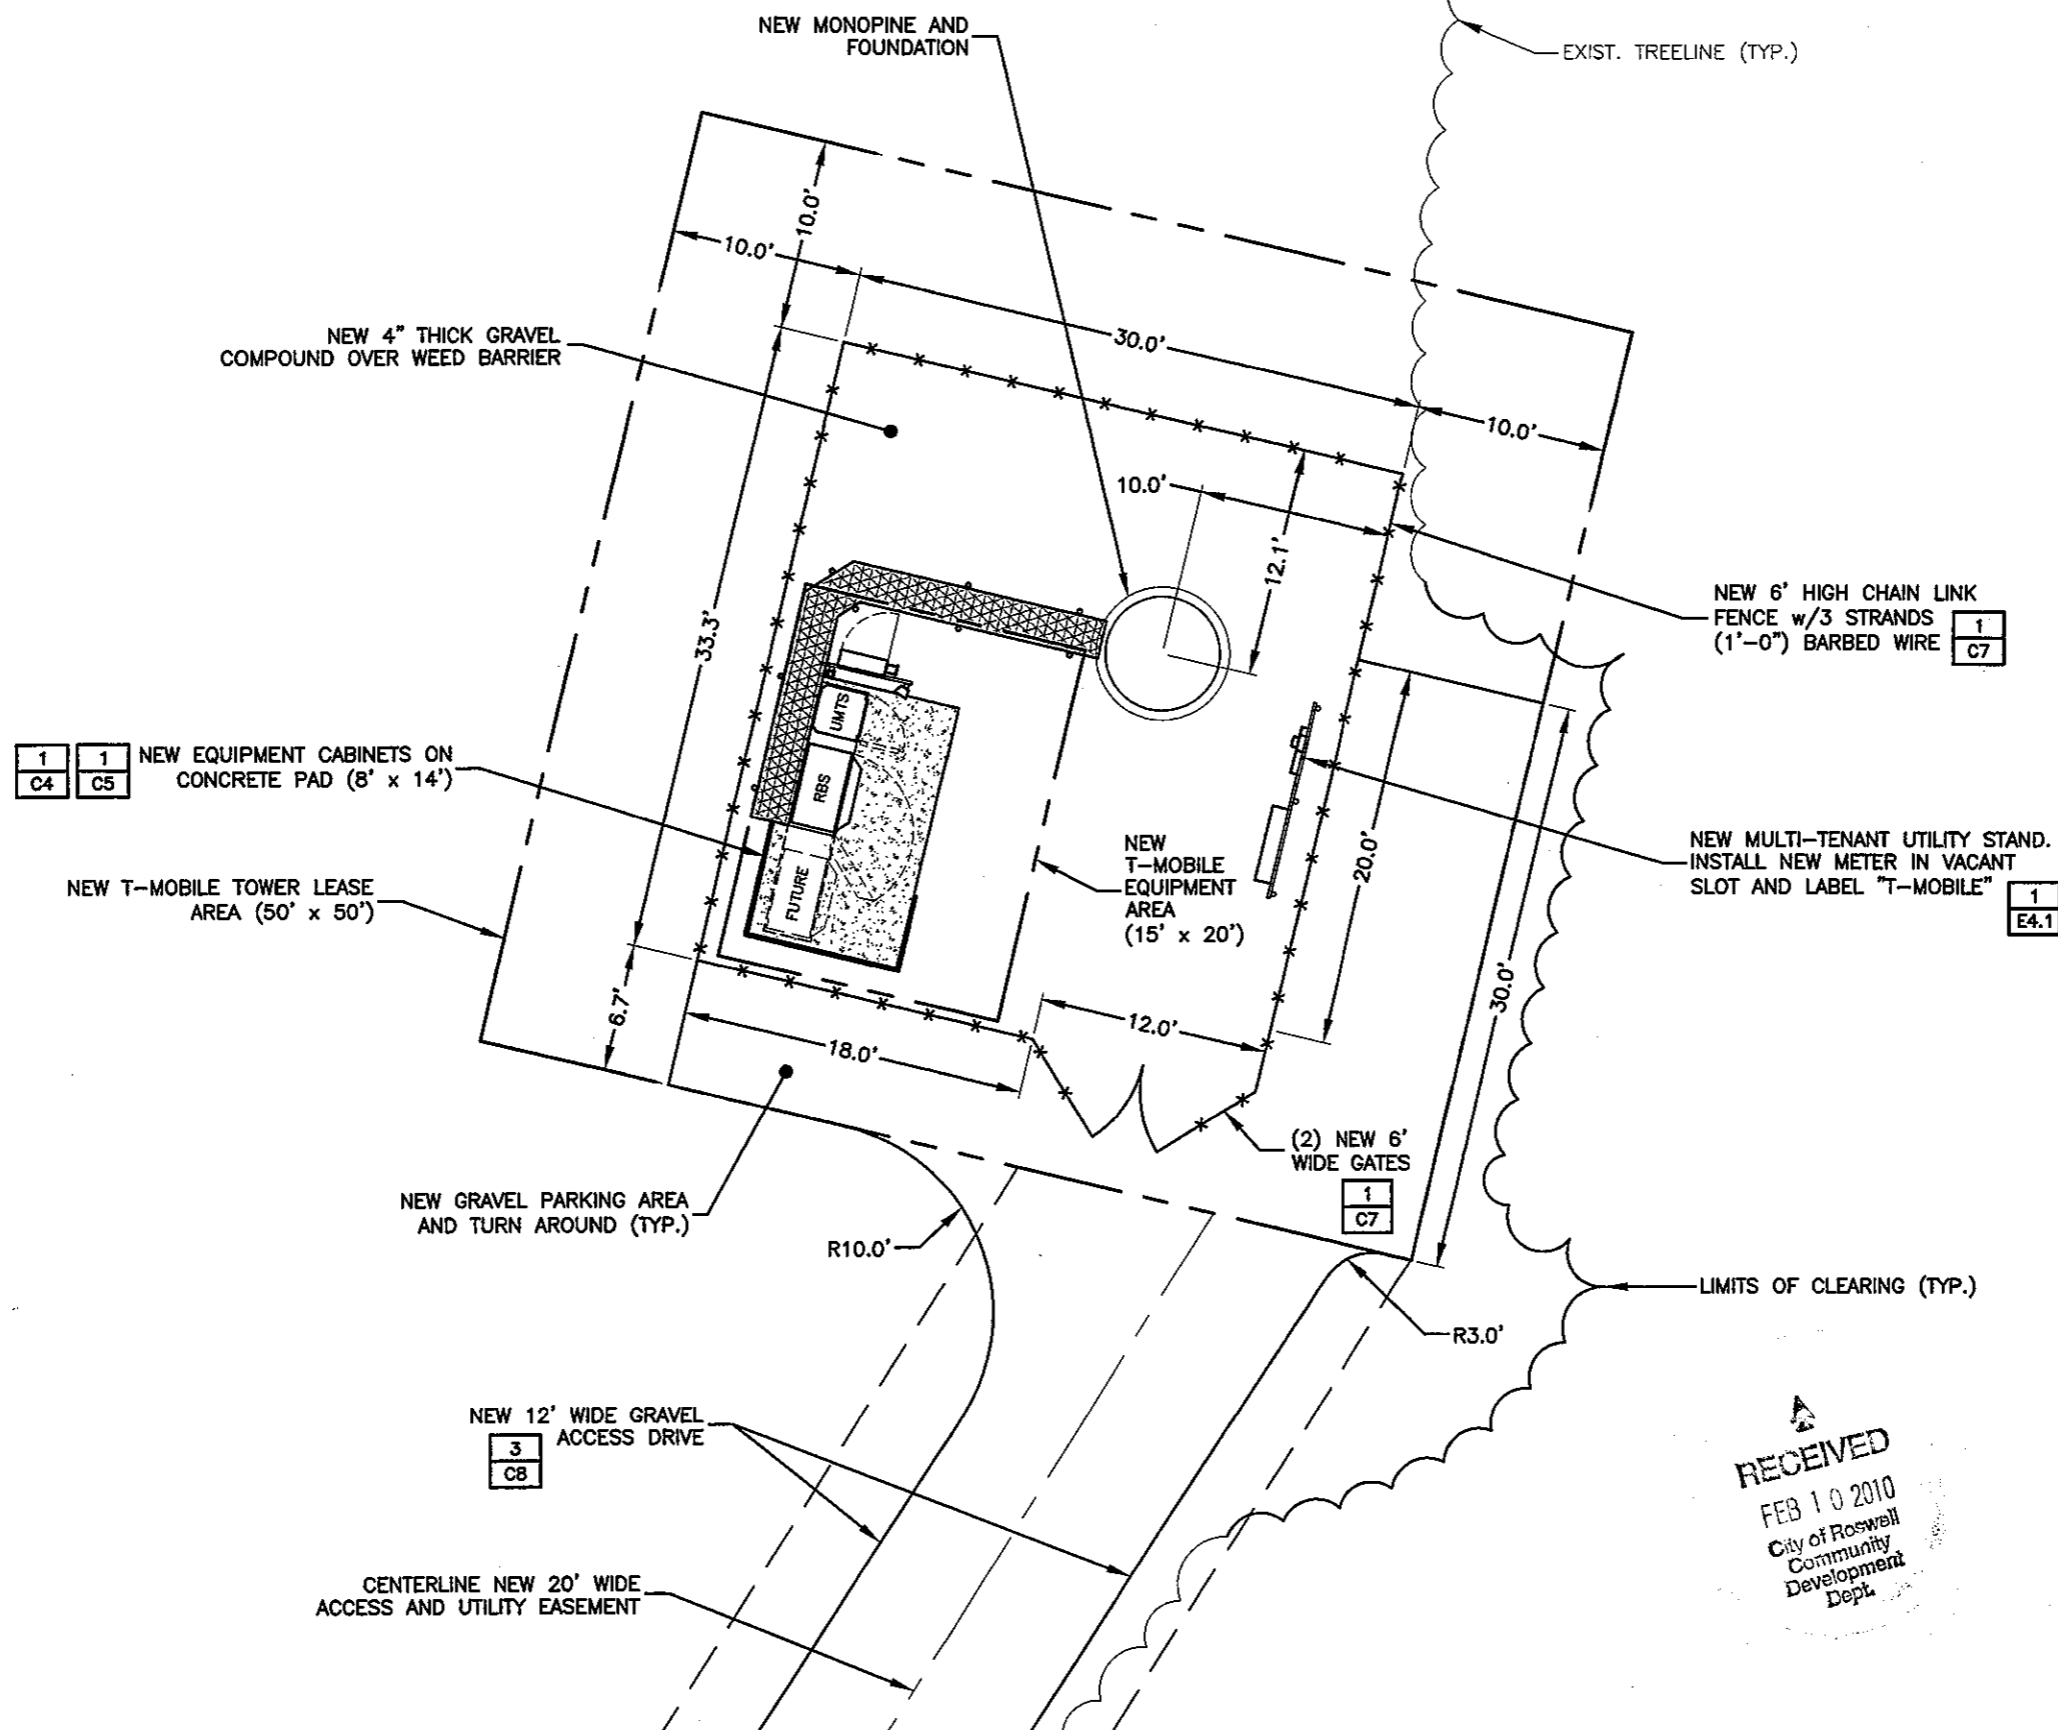 NEW MONOPINE AND
FOUNDATION
EXIST. TREELINE (TYP.)
10.0'
10.0'
30.0'
10.0'
NEW 4" THICK GRAVEL
COMPOUND OVER WEED BARRIER
10.0'
12.1'
33.3'
NEW 6' HIGH CHAIN LINK
FENCE w/3 STRANDS
(1'-0") BARBED WIRE
1
C7
UMTS
RBS
FUTURE
1
C4
1
C5
NEW EQUIPMENT CABINETS ON
CONCRETE PAD (8' x 14')
NEW
T-MOBILE
EQUIPMENT
AREA
(15' x 20')
20.0'
NEW MULTI-TENANT UTILITY STAND.
INSTALL NEW METER IN VACANT
SLOT AND LABEL "T-MOBILE"
1
E4.1
NEW T-MOBILE TOWER LEASE
AREA (50' x 50')
6.7'
18.0'
12.0'
30.0'
(2) NEW 6'
WIDE GATES
1
C7
NEW GRAVEL PARKING AREA
AND TURN AROUND (TYP.)
R10.0'
LIMITS OF CLEARING (TYP.)
R3.0'
NEW 12' WIDE GRAVEL
ACCESS DRIVE
3
C8
CENTERLINE NEW 20' WIDE
ACCESS AND UTILITY EASEMENT
RECEIVED
FEB 10 2010
City of Roswell
Community
Development
Dept.